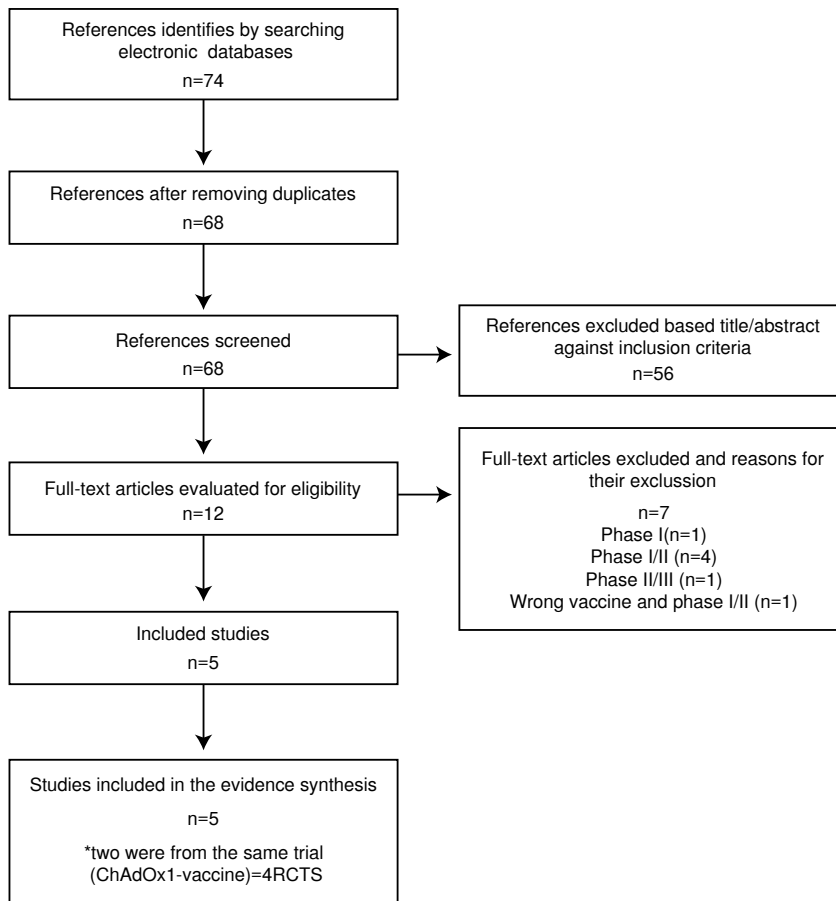 References identifies by searching
electronic databases
n=74
References after removing duplicates
n=68
References screened
n=68
References excluded based title/abstract
against inclusion criteria
n=56
Full-text articles evaluated for eligibility
n=12
Full-text articles excluded and reasons for
their exclussion
n=7
Phase I(n=1)
Phase I/II (n=4)
Phase II/III (n=1)
Wrong vaccine and phase I/II (n=1)
Included studies
n=5
Studies included in the evidence synthesis
n=5
*two were from the same trial
(ChAdOx1-vaccine)=4RCTS